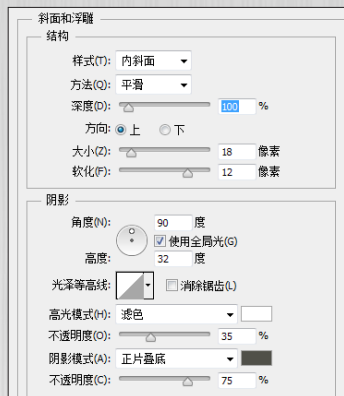 斜面和浮雕
结构
样式(T): 内斜面
方法(Q): 平滑
深度(D): 100 %
方向: 上 下
大小(Z): 18 像素
软化(F): 12 像素
阴影
角度(N): 90 度
使用全局光(G)
高度: 32 度
光泽等高线: 消除锯齿(L)
高光模式(H): 滤色
不透明度(O): 35 %
阴影模式(A): 正片叠底
不透明度(C): 75 %